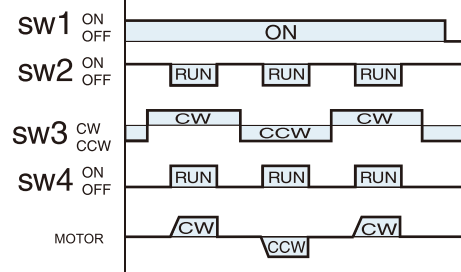 sw1 ON
OFF
ON
sw2 ON
OFF
RUN RUN RUN
sw3 CW
CCW
CW CCW CW
sw4 ON
OFF
RUN RUN RUN
MOTOR
CW CCW CW